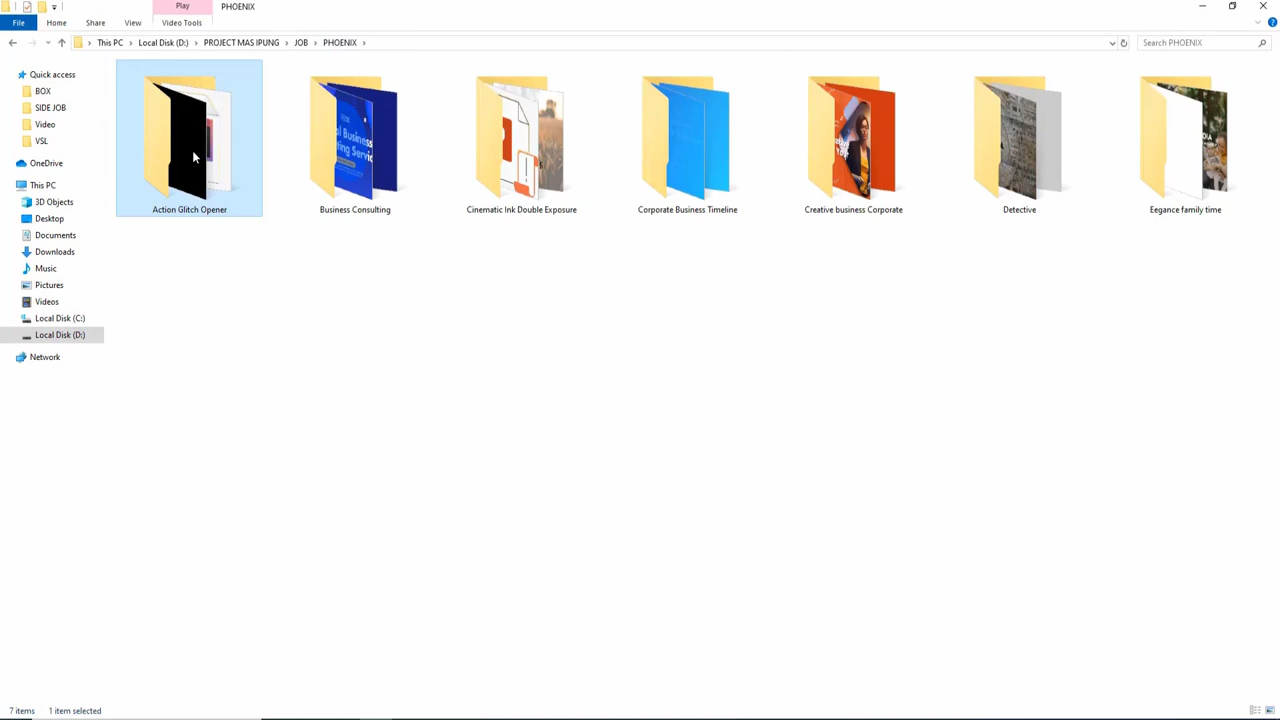 Play
PHOENIX
File
Home
Share
View
Video Tools
This PC
Local Disk (D:)
PROJECT MAS IPUNG
JOB
PHOENIX
Search PHOENIX
Quick access
BOX
SIDE JOB
Video
VSL
OneDrive
This PC
3D Objects
Desktop
Documents
Downloads
Music
Pictures
Videos
Local Disk (C:)
Local Disk (D:)
Network
Action Glitch Opener
Business Consulting
Cinematic Ink Double Exposure
Corporate Business Timeline
Creative business Corporate
Detective
Eegance family time
7 items
1 item selected